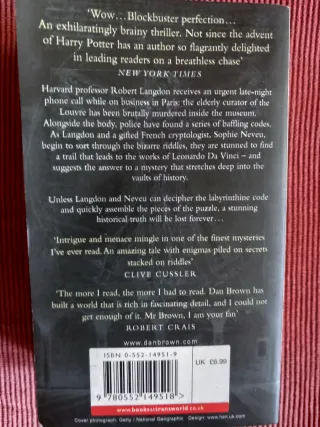 ‘Wow...Blockbuster perfection...
An exhilaratingly brainy thriller. Not since the advent
of Harry Potter has an author so flagrantly delighted
in leading readers on a breathless chase’
NEW YORK TIMES
Harvard professor Robert Langdon receives an urgent late-night
phone call while on business in Paris: the elderly curator of the
Louvre has been brutally murdered inside the museum.
Alongside the body, police have found a series of baffling codes.
As Langdon and a gifted French cryptologist, Sophie Neveu,
begin to sort through the bizarre riddles, they are stunned to find
a trail that leads to the works of Leonardo Da Vinci – and
suggests the answer to a mystery that stretches deep into the
vaults of history.
Unless Langdon and Neveu can decipher the labyrinthine code
and quickly assemble the pieces of the puzzle, a stunning
historical truth will be lost forever...
‘Intrigue and menace mingle in one of the finest mysteries
I've ever read. An amazing tale with enigmas piled on secrets
stacked on riddles’
CLIVE CUSSLER
‘The more I read, the more I had to read. Dan Brown has
built a world that is rich in fascinating detail, and I could not
get enough of it. Mr Brown, I am your fan’
ROBERT CRAIS
www.danbrown.com
ISBN 0-552-14951-9
UK £6.99
9 780552 149518 >
www.booksattransworld.co.uk
Cover photograph: Getty / National Geographic Design: www.hen.uk.com